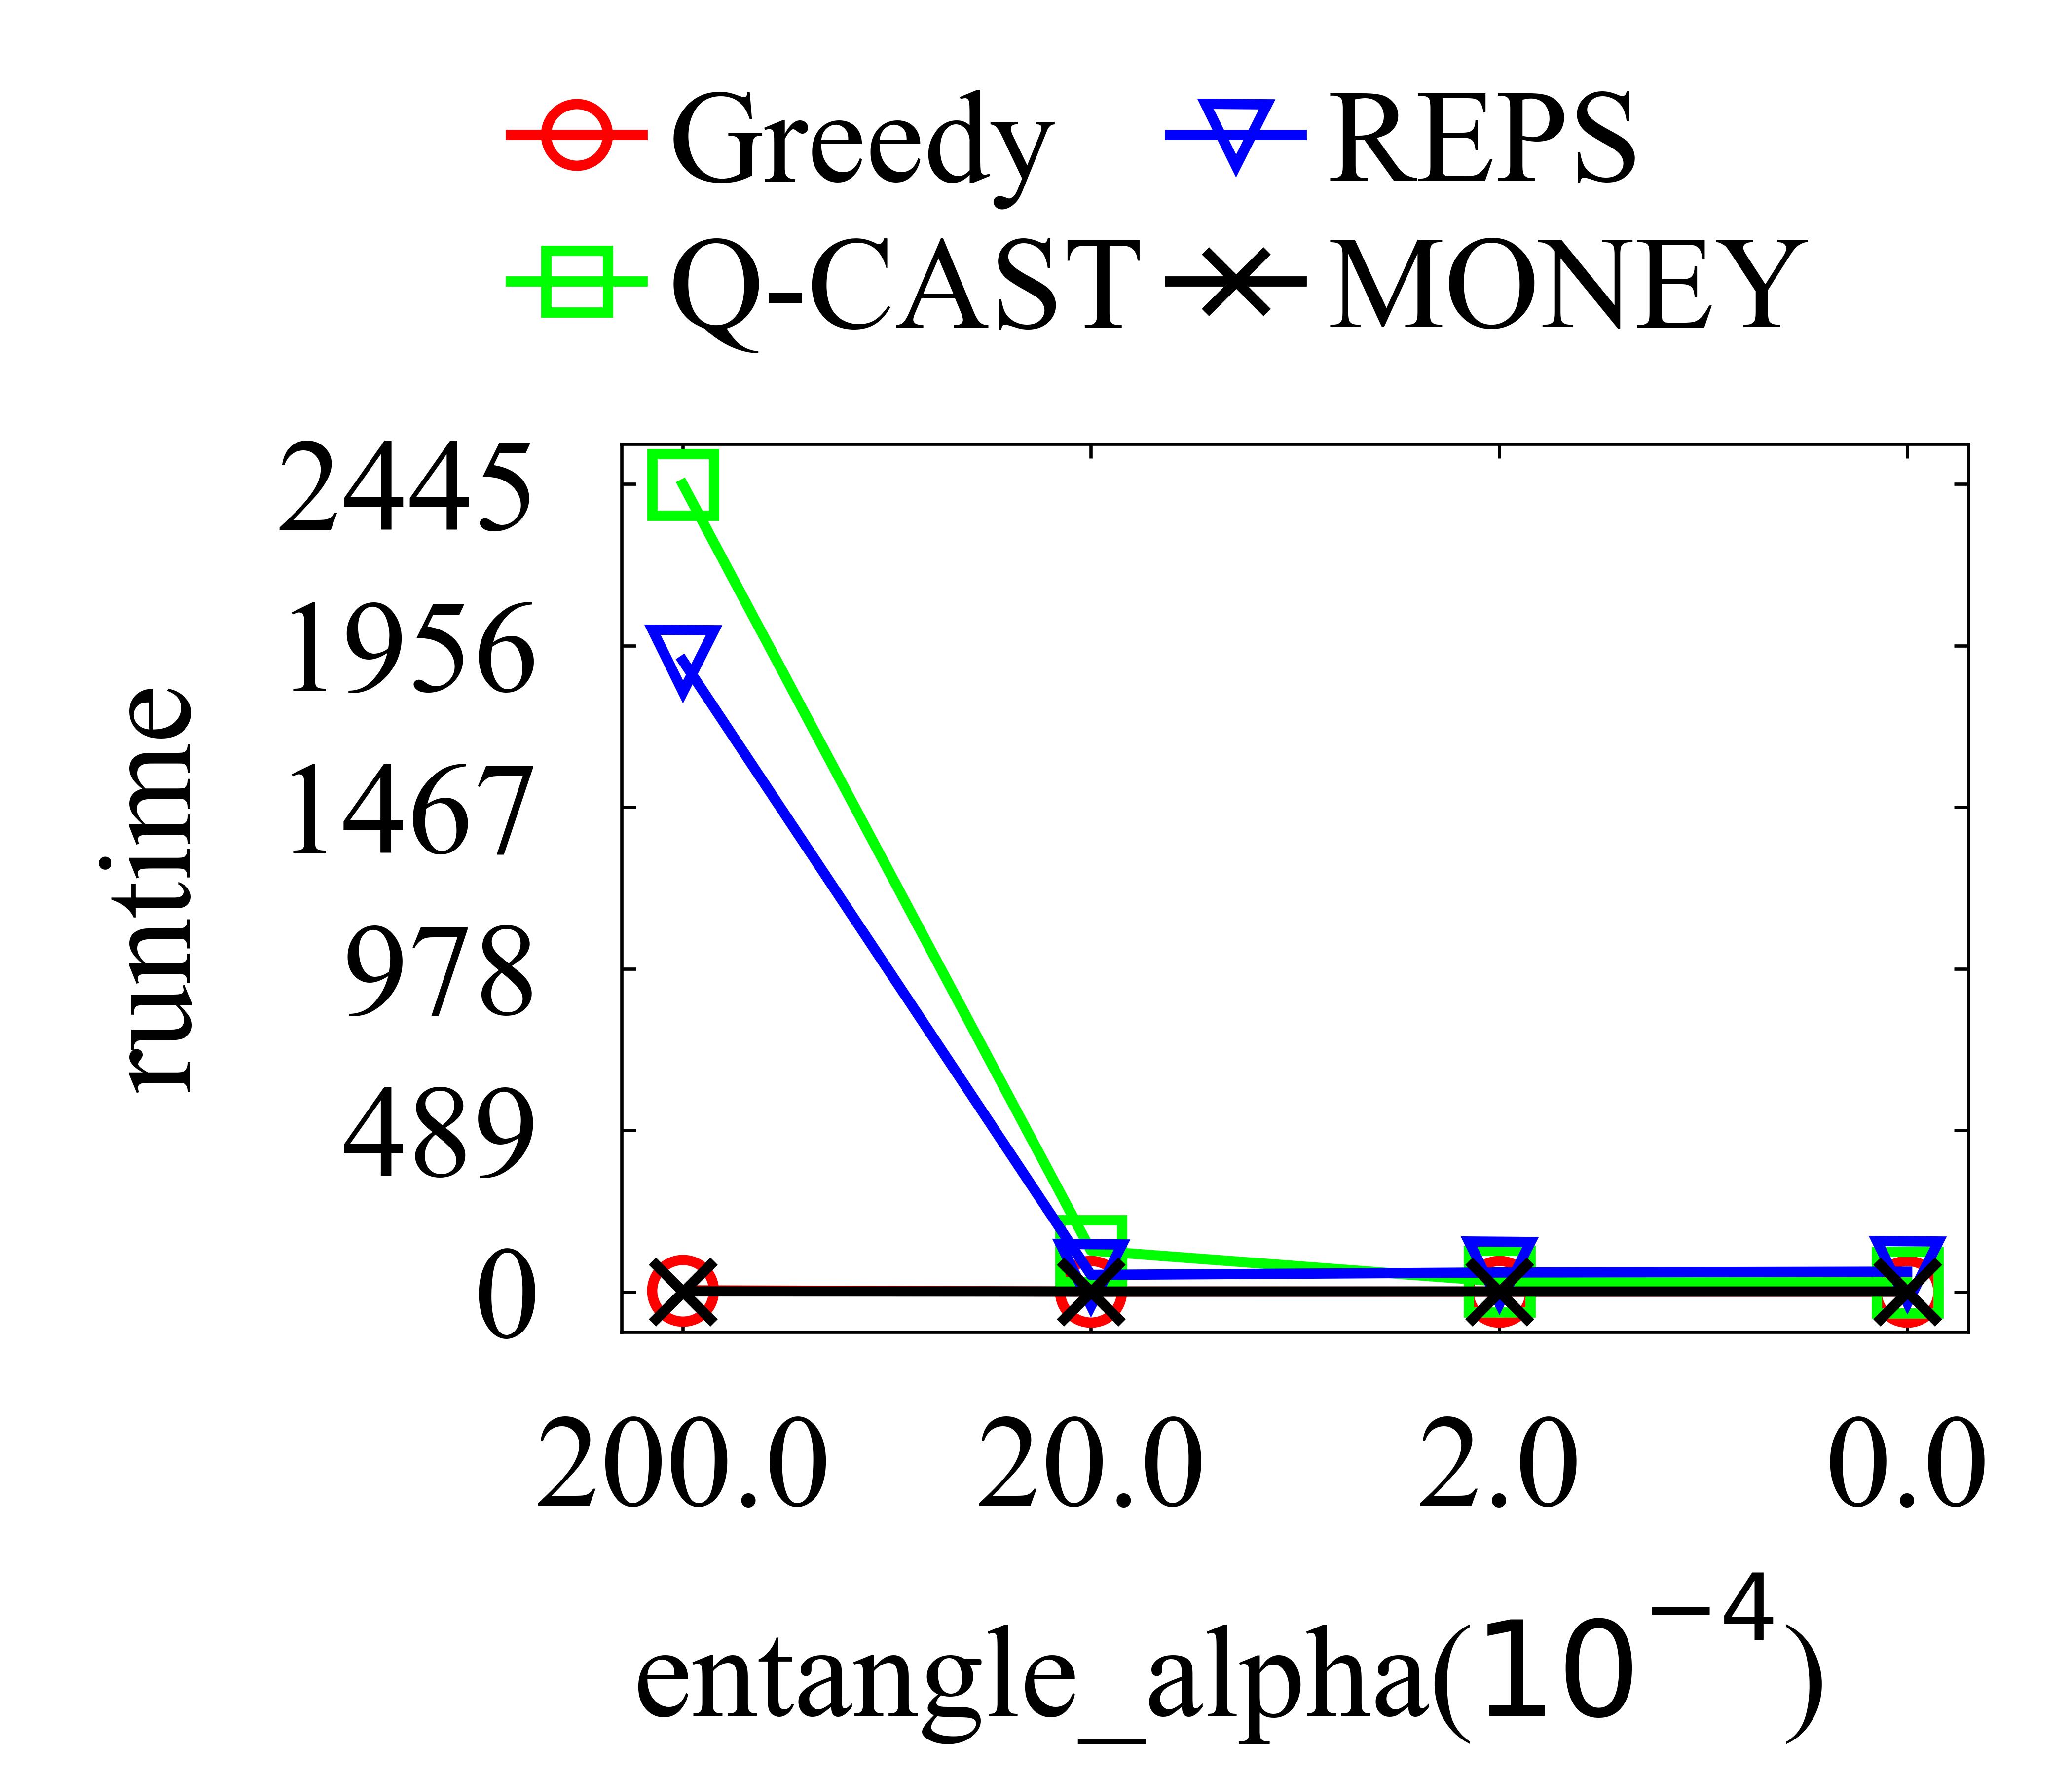 Greedy
REPS
Q-CAST
MONEY
2445
1956
1467
978
489
0
runtime
200.0 20.0 2.0 0.0
entangle_alpha(10⁻⁴)